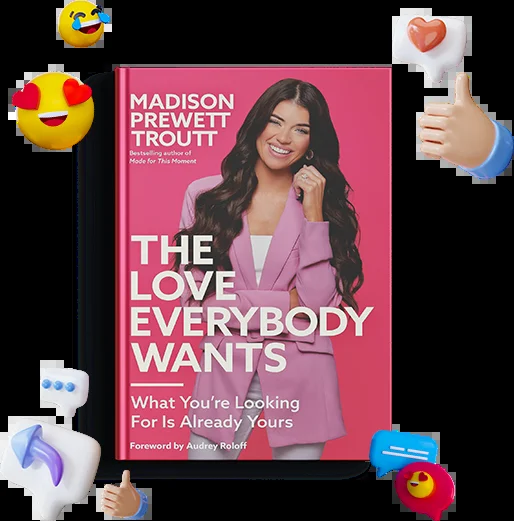 MADISON
PREWETT
TROUTT
Bestselling author of
Made for This Moment
THE
LOVE
EVERYBODY
WANTS
What You're Looking
For Is Already Yours
Foreword by Audrey Roloff